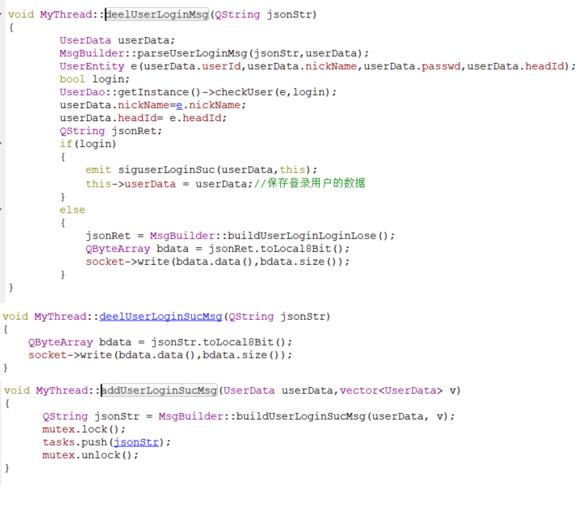 void MyThread::deelUserLoginMsg(QString jsonStr)
{
UserData userData;
MsgBuilder::parseUserLoginMsg(jsonStr,userData);
UserEntity e(userData.userId,userData.nickName,userData.passwd,userData.headId);
bool login;
UserDao::getInstance()->checkUser(e,login);
userData.nickName=e.nickName;
userData.headId= e.headId;
QString jsonRet;
if(login)
{
emit siguserLoginSuc(userData,this);
this->userData = userData;//保存登录用户的数据
}
else
{
jsonRet = MsgBuilder::buildUserLoginLoginLose();
QByteArray bdata = jsonRet.toLocal8Bit();
socket->write(bdata.data(),bdata.size());
}
}
void MyThread::deelUserLoginSucMsg(QString jsonStr)
{
QByteArray bdata = jsonStr.toLocal8Bit();
socket->write(bdata.data(),bdata.size());
}
void MyThread::addUserLoginSucMsg(UserData userData,vector<UserData> v)
{
QString jsonStr = MsgBuilder::buildUserLoginSucMsg(userData, v);
mutex.lock();
tasks.push(jsonStr);
mutex.unlock();
}